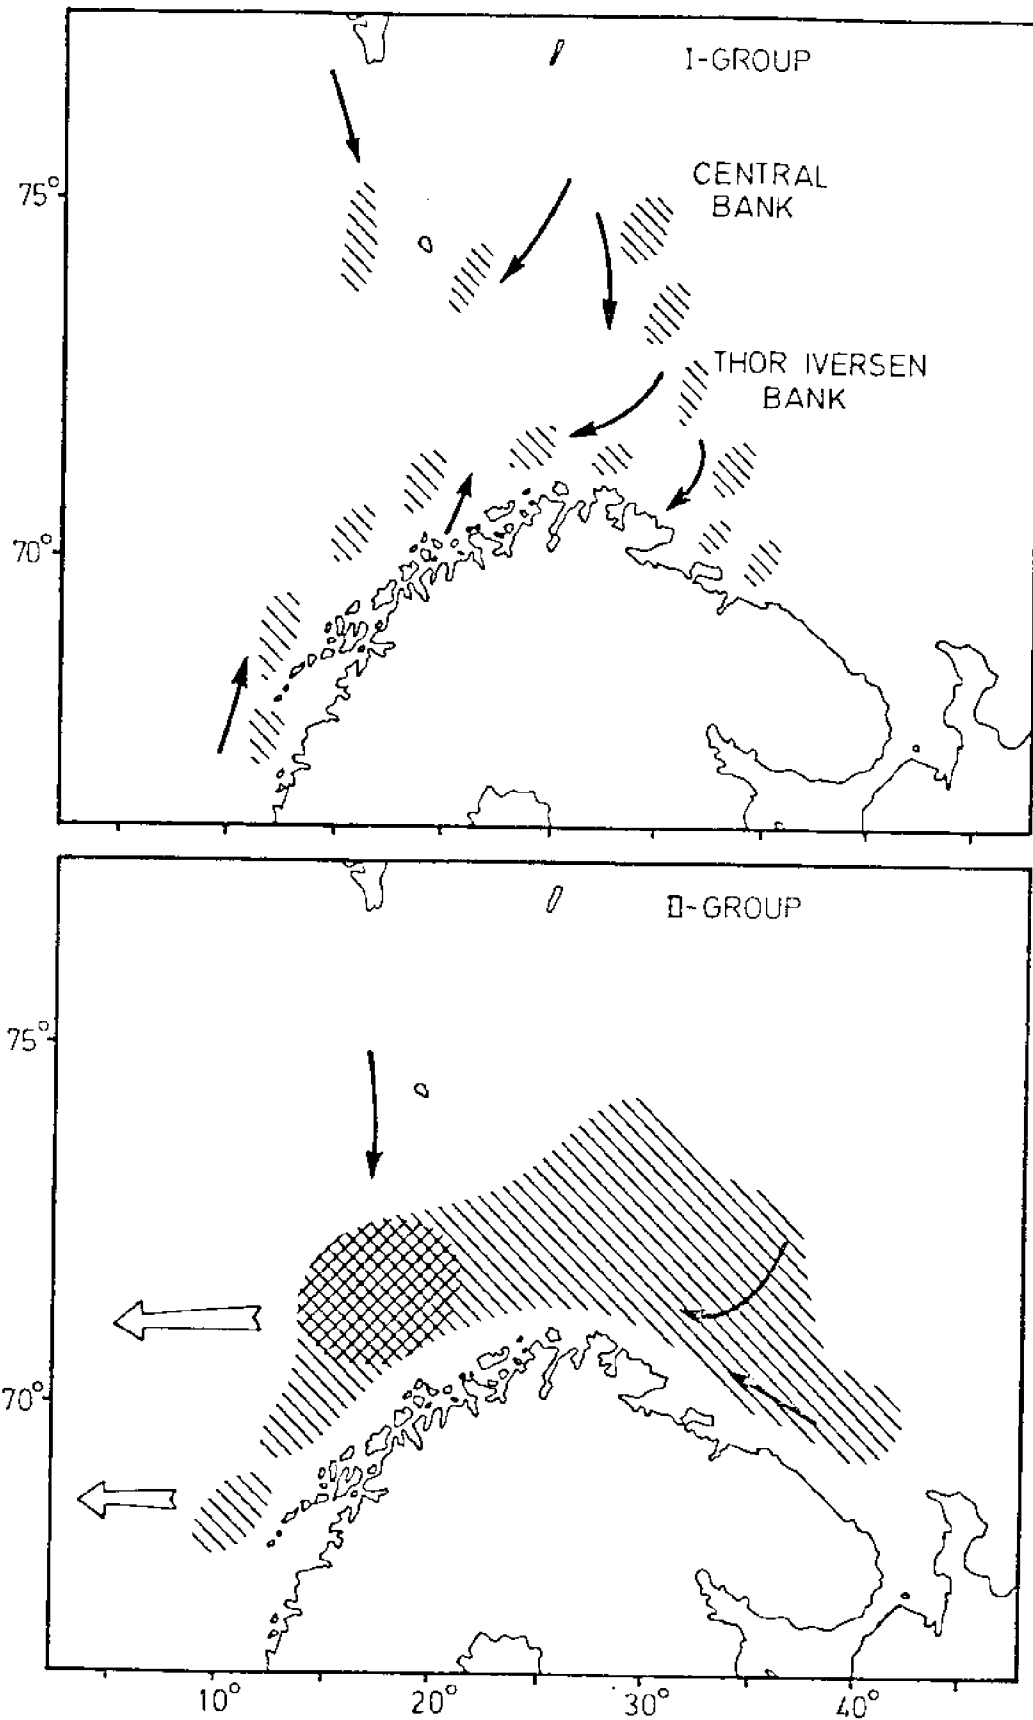 I-GROUP
CENTRAL
BANK
75°
THOR IVERSEN
BANK
70°
II-GROUP
75°
70°
10°
20°
30°
40°